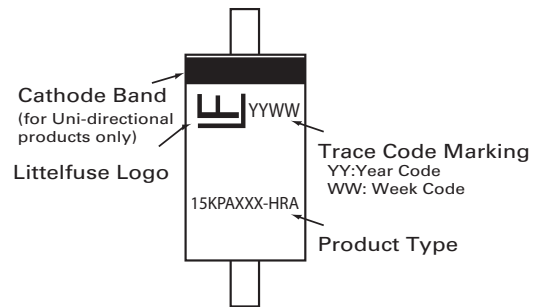 Cathode Band
(for Uni-directional
products only)
Littelfuse Logo
YYWW
Trace Code Marking
YY:Year Code
WW: Week Code
15KPAXXX-HRA
Product Type